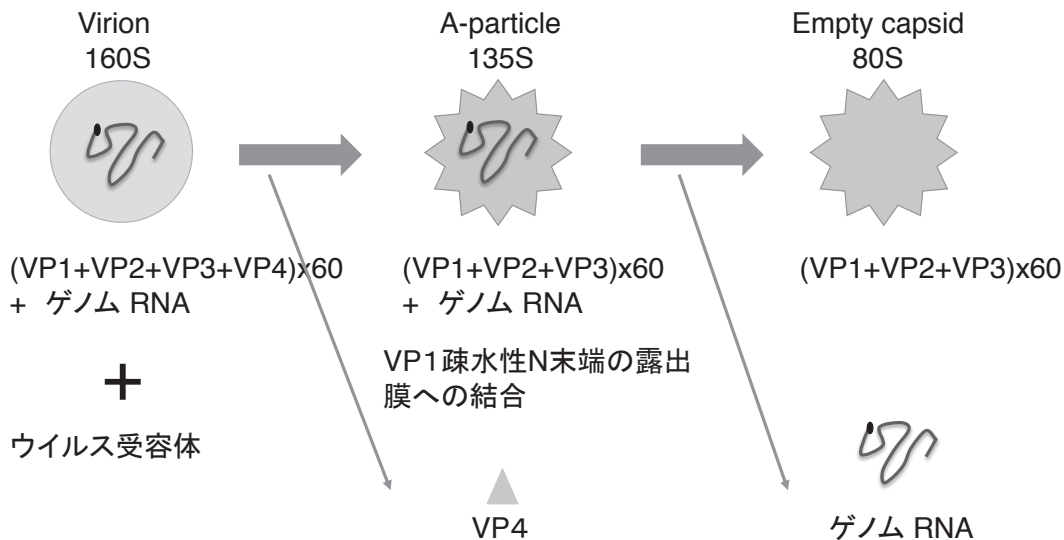 Virion
160S
A-particle
135S
Empty capsid
80S
(VP1+VP2+VP3+VP4)x60
+ ゲノム RNA
(VP1+VP2+VP3)x60
+ ゲノム RNA
(VP1+VP2+VP3)x60
VP1疎水性N末端の露出
膜への結合
+
ウイルス受容体
VP4
ゲノム RNA